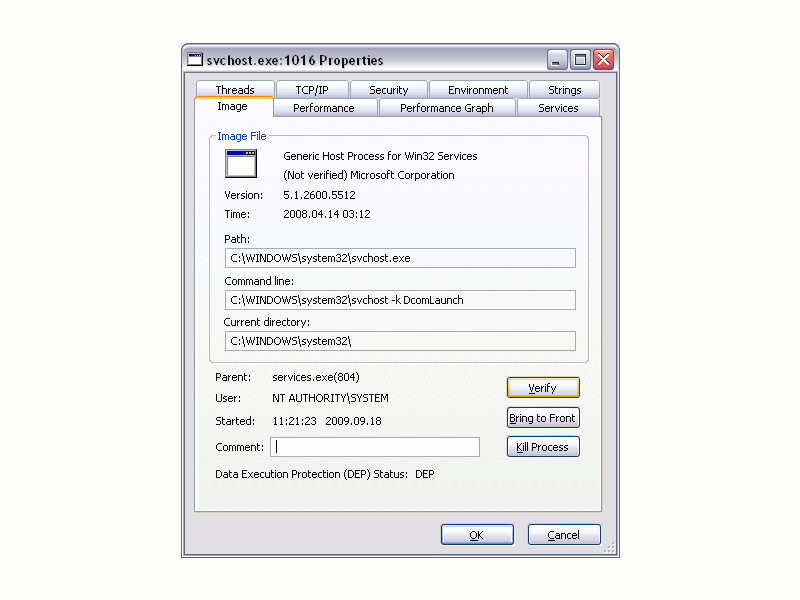 svchost.exe:1016 Properties
Threads TCP/IP Security Environment Strings
Image Performance Performance Graph Services
Image File
Generic Host Process for Win32 Services
(Not verified) Microsoft Corporation
Version: 5.1.2600.5512
Time: 2008.04.14 03:12
Path:
C:\WINDOWS\system32\svchost.exe
Command line:
C:\WINDOWS\system32\svchost -k DcomLaunch
Current directory:
C:\WINDOWS\system32\
Parent: services.exe(804)
Verify
User: NT AUTHORITY\SYSTEM
Started: 11:21:23 2009.09.18
Bring to Front
Comment:
Kill Process
Data Execution Protection (DEP) Status: DEP
OK Cancel